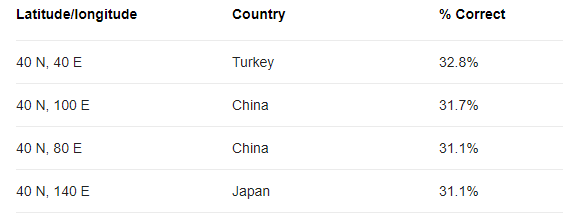 Latitude/longitude Country % Correct
40 N, 40 E Turkey 32.8%
40 N, 100 E China 31.7%
40 N, 80 E China 31.1%
40 N, 140 E Japan 31.1%